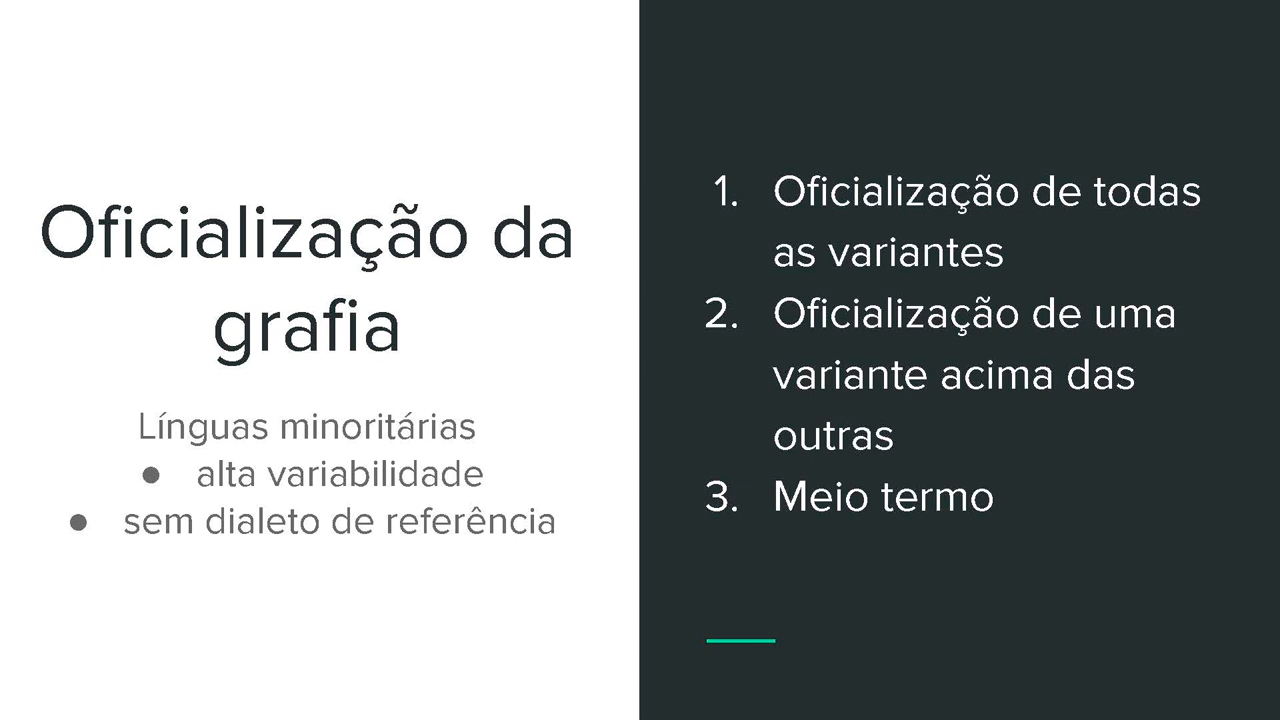 Oficialização da
grafia
Línguas minoritárias
● alta variabilidade
● sem dialeto de referência
1. Oficialização de todas
as variantes
2. Oficialização de uma
variante acima das
outras
3. Meio termo